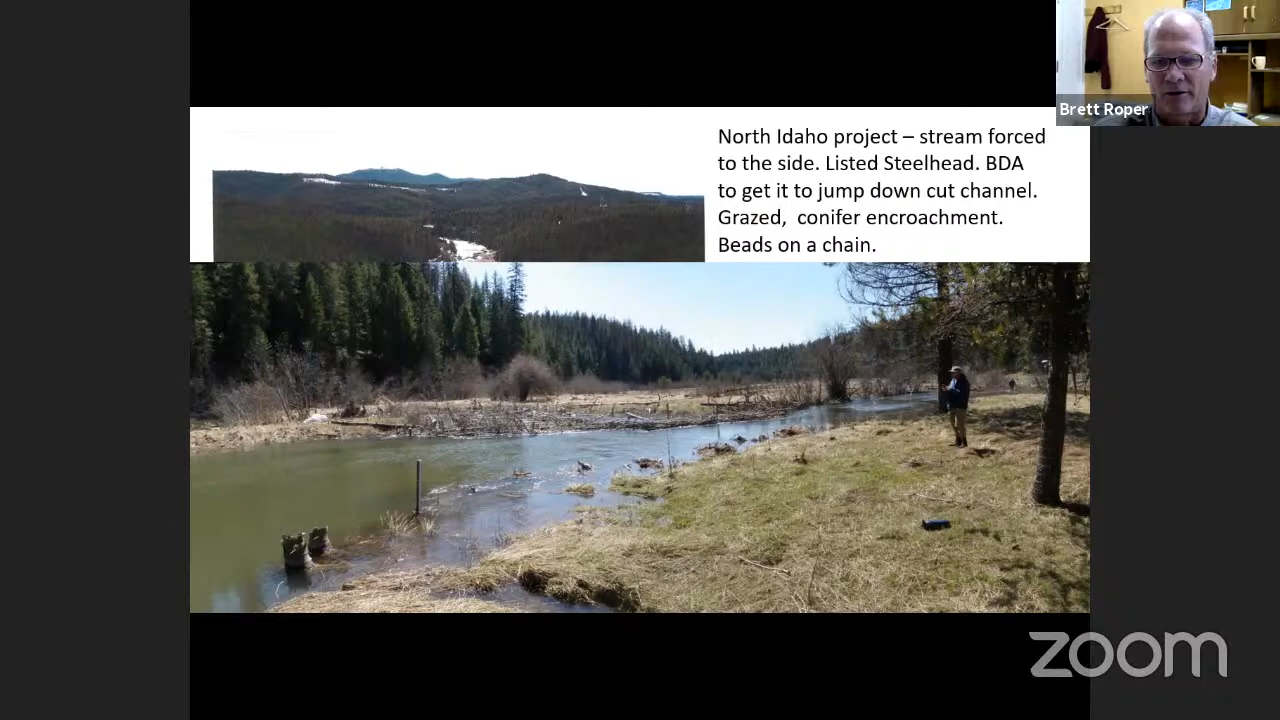 Brett Roper
North Idaho project – stream forced
to the side. Listed Steelhead. BDA
to get it to jump down cut channel.
Grazed,  conifer encroachment.
Beads on a chain.
zoom